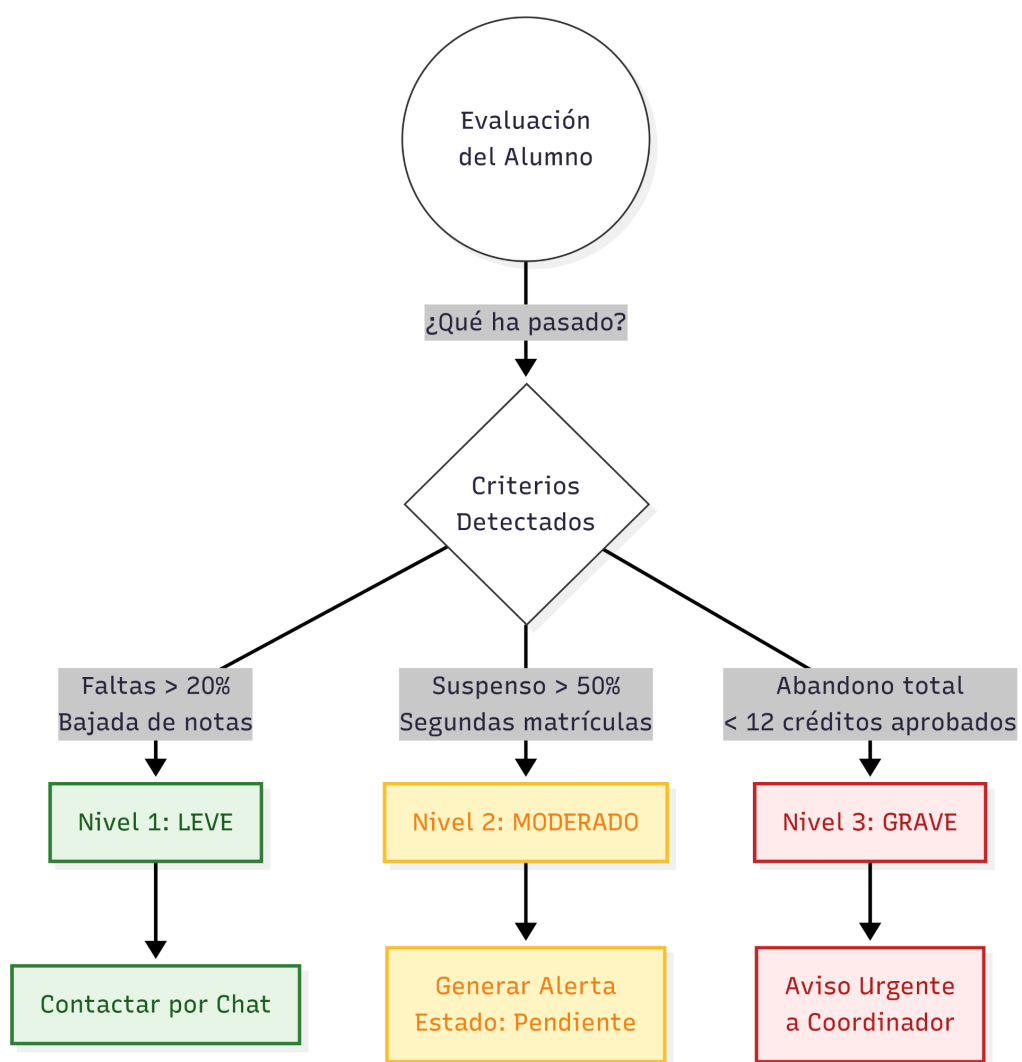 Evaluación
del Alumno
¿Qué ha pasado?
Criterios
Detectados
Faltas > 20%
Bajada de notas
Suspenso > 50%
Segundas matrículas
Abandono total
< 12 créditos aprobados
Nivel 1: LEVE
Nivel 2: MODERADO
Nivel 3: GRAVE
Contactar por Chat
Generar Alerta
Estado: Pendiente
Aviso Urgente
a Coordinador